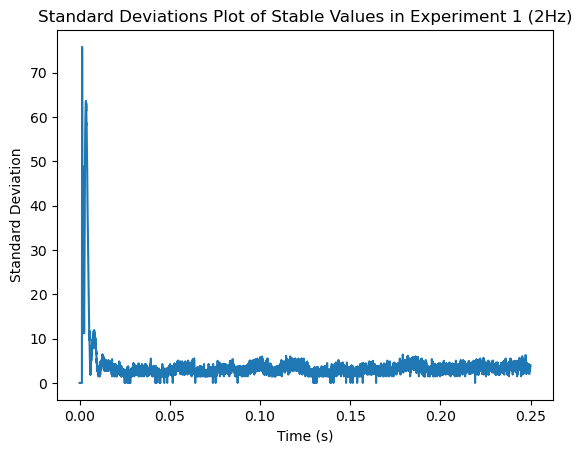 Standard Deviations Plot of Stable Values in Experiment 1 (2Hz)
70
60
50
40
30
20
10
0
Standard Deviation
0.00 0.05 0.10 0.15 0.20 0.25
Time (s)